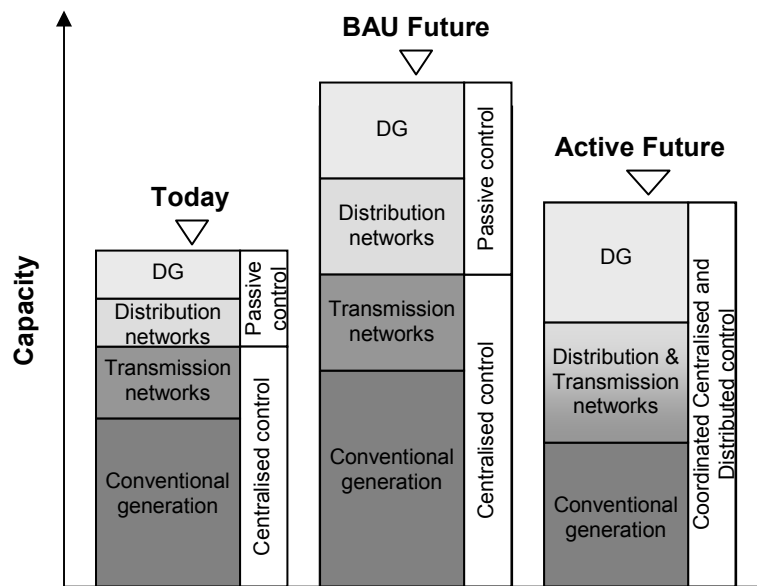 BAU Future
DG
Distribution
networks
Passive control
Transmission
networks
Conventional
generation
Centralised control
Active Future
DG
Distribution &
Transmission
networks
Conventional
generation
Coordinated Centralised and
Distributed control
Today
DG
Distribution
networks
Passive
control
Transmission
networks
Conventional
generation
Centralised control
Capacity